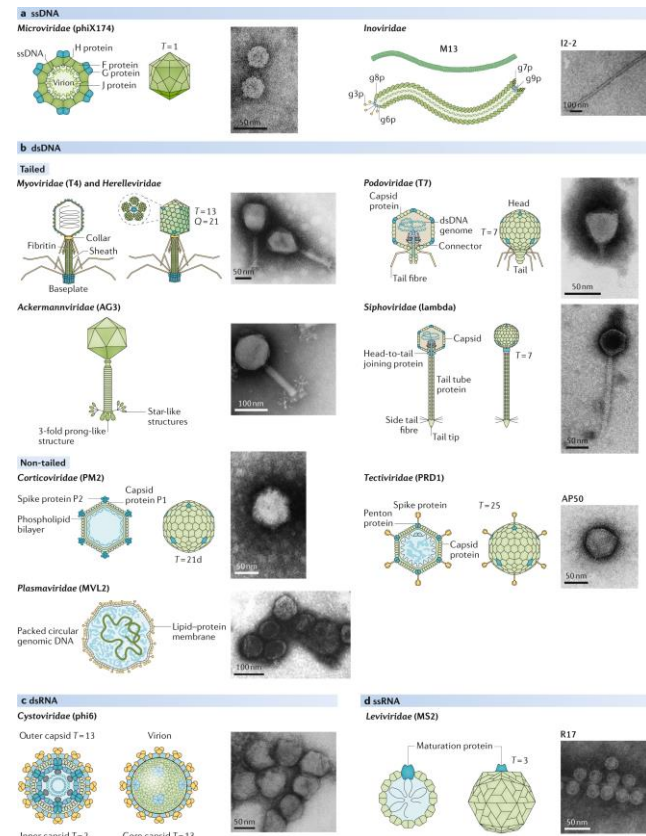 a ssDNA
Microviridae (phiX174)
ssDNA
H protein
F protein
G protein
J protein
Virion
T=1
50 nm
Inoviridae
M13
g7p
g9p
g8p
g3p
g6p
I2-2
100 nm
b dsDNA
Tailed
Myoviridae (T4) and Herelleviridae
T=13
Q=21
Collar
Fibritin
Sheath
Baseplate
50 nm
Podoviridae (T7)
Capsid
protein
dsDNA
genome
Connector
Tail fibre
Head
T=7
Tail
50 nm
Ackermannviridae (AG3)
Star-like
structures
3-fold prong-like
structure
100 nm
Siphoviridae (lambda)
Capsid
Head-to-tail
joining protein
T=7
Tail tube
protein
Side tail
fibre
Tail tip
50 nm
Non-tailed
Corticoviridae (PM2)
Spike protein P2
Capsid
protein P1
Phospholipid
bilayer
T=21d
50 nm
Tectiviridae (PRD1)
Spike protein
Penton
protein
T=25
Capsid
protein
AP50
50 nm
Plasmaviridae (MVL2)
Packed circular
genomic DNA
Lipid–protein
membrane
100 nm
c dsRNA
Cystoviridae (phi6)
Outer capsid T=13
Virion
50 nm
Inner capsid T=2
Core capsid T=13
d ssRNA
Leviviridae (MS2)
Maturation protein
T=3
R17
50 nm